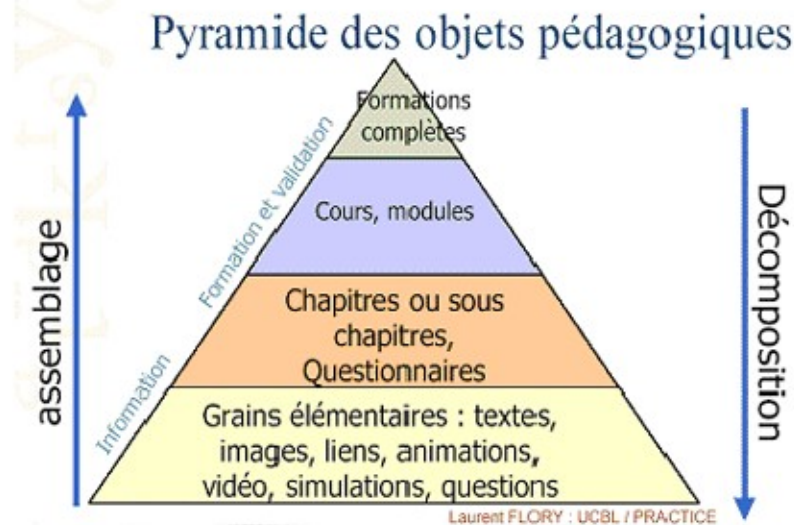 Pyramide des objets pédagogiques
Formations
complètes
Formation et validation
Cours, modules
assemblage
Décomposition
Chapitres ou sous
chapitres,
Questionnaires
Information
Grains élémentaires : textes,
images, liens, animations,
vidéo, simulations, questions
Laurent FLORY : UCBL / PRACTICE